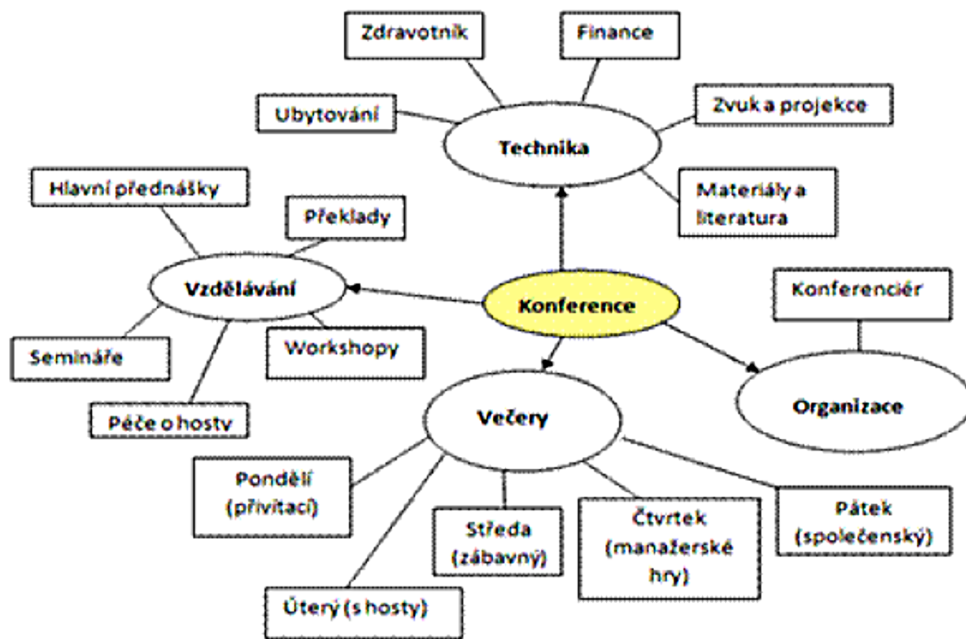 Zdravotník
Finance
Ubytování
Zvuk a projekce
Technika
Hlavní přednášky
Překlady
Materiály a
literatura
Vzdělávání
Konference
Konferenciér
Semináře
Workshopy
Péče o hosty
Večery
Organizace
Pondělí
(přivítací)
Středa
(zábavný)
Čtvrtek
(manažerské
hry)
Pátek
(společenský)
Úterý (s hosty)